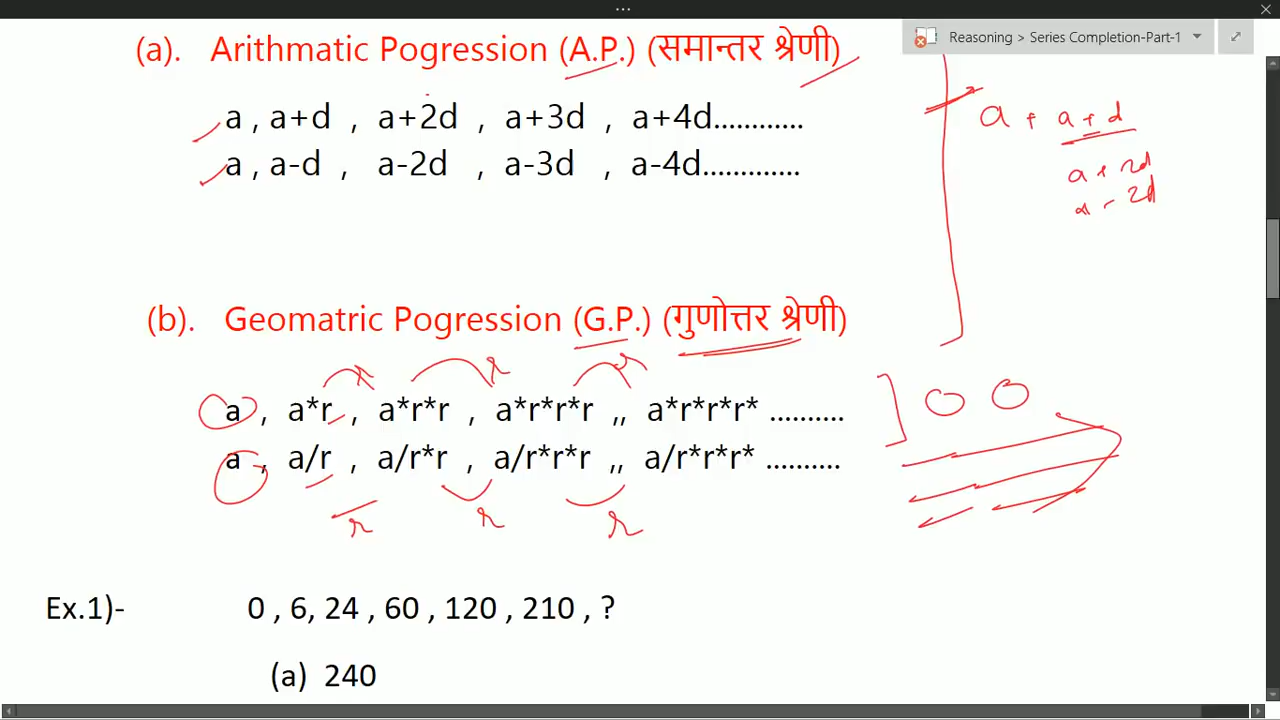 Reasoning > Series Completion-Part-1
(a). Arithmatic Pogression (A.P.) (समान्तर श्रेणी)
a , a+d , a+2d , a+3d , a+4d............
a , a-d , a-2d , a-3d , a-4d.............
a + a + d
a + 2d
a - 2d
(b). Geomatric Pogression (G.P.) (गुणोत्तर श्रेणी)
r r r
a , a*r , a*r*r , a*r*r*r ,, a*r*r*r* ..........
a , a/r , a/r*r , a/r*r*r ,, a/r*r*r* ..........
r r r
Ex.1)- 0 , 6, 24 , 60 , 120 , 210 , ?
(a) 240